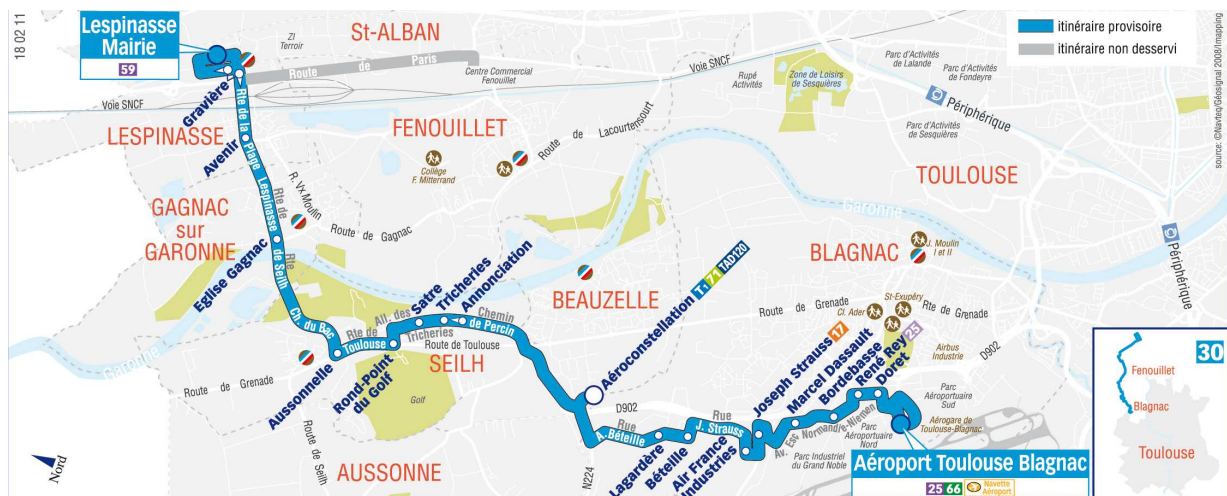 18 02 11
Lespinasse
Mairie
59
ZI
Terroir
St-ALBAN
Route de Paris
Centre Commercial
Fenouillet
Voie SNCF
Voie SNCF
Rupé
Activités
Zone de Loisirs
de Sesquières
Parc d'Activités
de Lalande
Parc d'Activités
de Fondeyre
Parc d'Activités
de Sesquières
Périphérique
Périphérique
itinéraire provisoire
itinéraire non desservi
source: ©Navteq/Géosignal 2008/Imapping
LESPINASSE
Gravière
Avenir
Rte de la Plage
Lespinasse
Rte de
de Seilh
Rte
R. Vx Moulin
Route de Gagnac
FENOUILLET
Collège
F. Mitterrand
Route de Lacourtensourt
TOULOUSE
GAGNAC
sur
GARONNE
Eglise Gagnac
Garonne
Garonne
BLAGNAC
J. Moulin
I et II
BEAUZELLE
Ch. du Bac
Rte de
Toulouse
All. des
Tricheries
Chemin
de Percin
Route de Toulouse
Satre
Tricheries
Annonciation
Aussonnelle
Rond-Point
du Golf
Golf
SEILH
Route de Grenade
Route de Seilh
AUSSONNE
Nord
Aéroconstellation T1 71 TAD120
D902
N224
Rue
A. Béteille
Rue
J. Strauss
Lagardère
Béteille
Air France
Industries
Joseph Strauss 17
Marcel Dassault
Bordebasse
René Rey 25
Doret
Route de Grenade
Rte de Grenade
Cl. Ader
St-Exupéry
Airbus
Industrie
D902
Av. Esc Normandie-Niemen
Parc
Aéroportuaire
Sud
Parc
Aéroportuaire
Nord
Parc Industriel
du Grand Noble
Aérogare de
Toulouse-Blagnac
Aéroport Toulouse Blagnac
25 66 Navette
Aéroport
30
Fenouillet
Blagnac
Toulouse